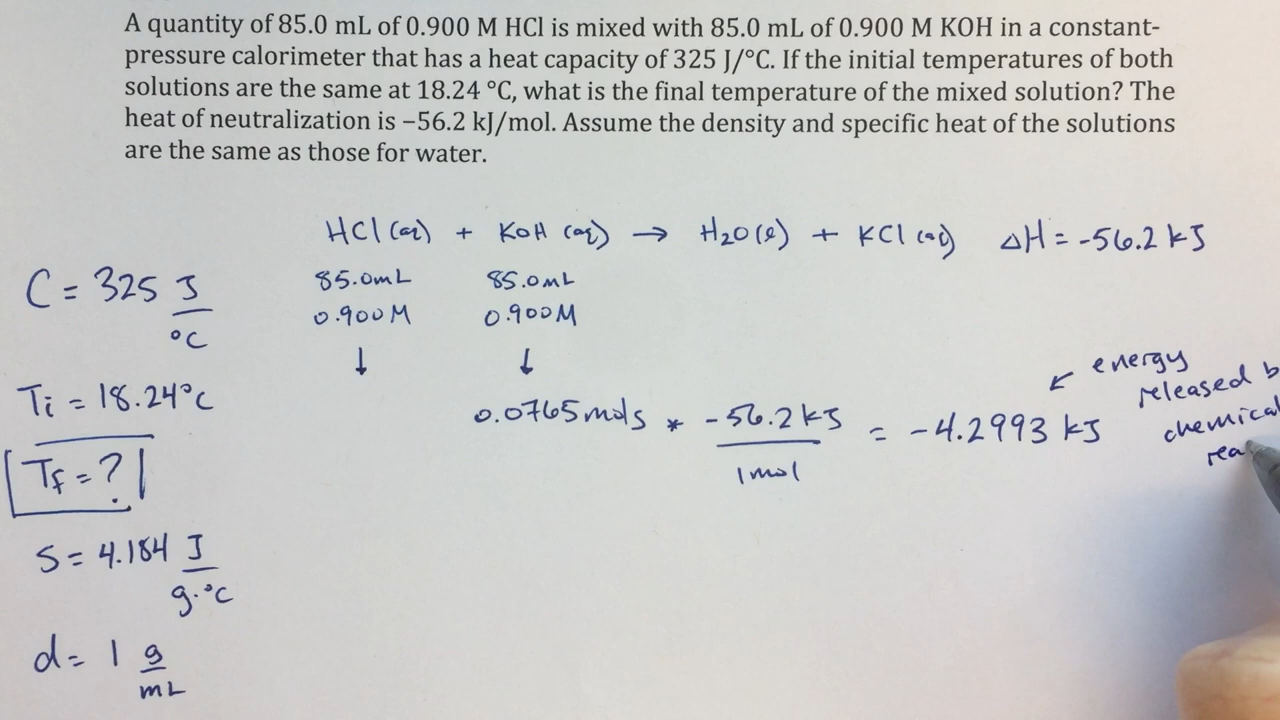 A quantity of 85.0 mL of 0.900 M HCl is mixed with 85.0 mL of 0.900 M KOH in a constant-
pressure calorimeter that has a heat capacity of 325 J/°C. If the initial temperatures of both
solutions are the same at 18.24 °C, what is the final temperature of the mixed solution? The
heat of neutralization is −56.2 kJ/mol. Assume the density and specific heat of the solutions
are the same as those for water.
HCl (aq) + KOH (aq) → H2O(l) + KCl (aq) ΔH = -56.2 kJ
85.0mL 85.0mL
0.900M 0.900M
↓ ↓
0.0765 mols * -56.2 kJ / 1 mol = -4.2993 kJ
↙ energy
released b
chemical
rea
C = 325 J/°C
Ti = 18.24°C
Tf = ?
S = 4.184 J/g·°C
d = 1 g/mL